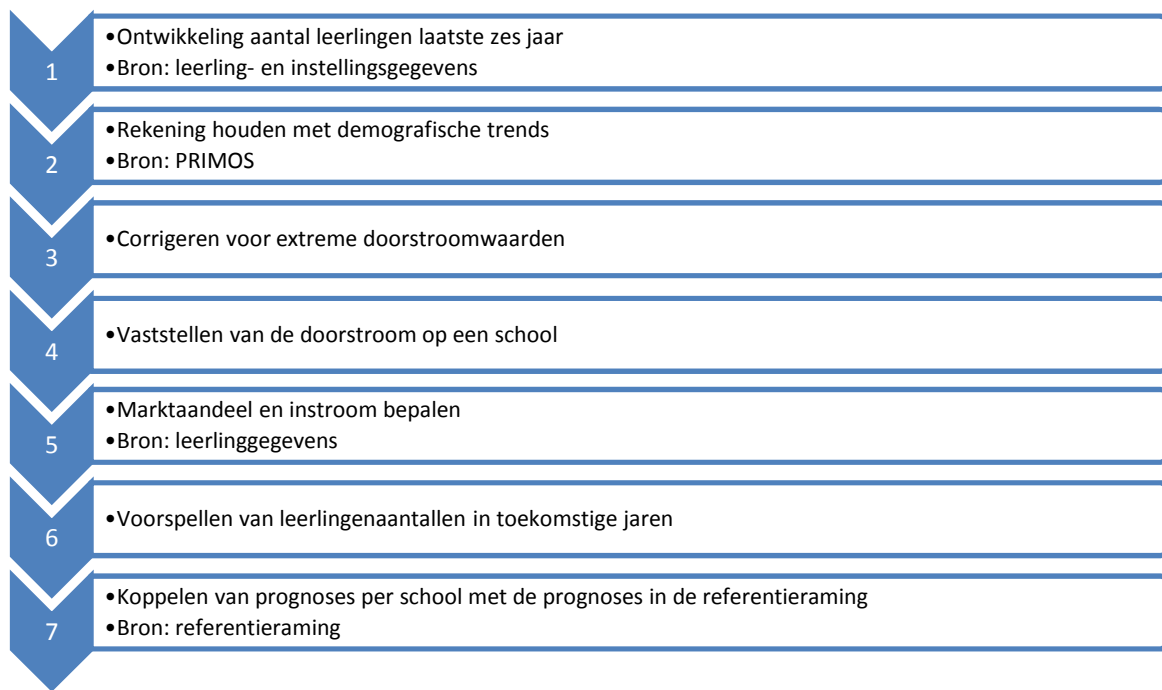 1
•Ontwikkeling aantal leerlingen laatste zes jaar
•Bron: leerling- en instellingsgegevens
2
•Rekening houden met demografische trends
•Bron: PRIMOS
3
•Corrigeren voor extreme doorstroomwaarden
4
•Vaststellen van de doorstroom op een school
5
•Marktaandeel en instroom bepalen
•Bron: leerlinggegevens
6
•Voorspellen van leerlingenaantallen in toekomstige jaren
7
•Koppelen van prognoses per school met de prognoses in de referentieraming
•Bron: referentieraming